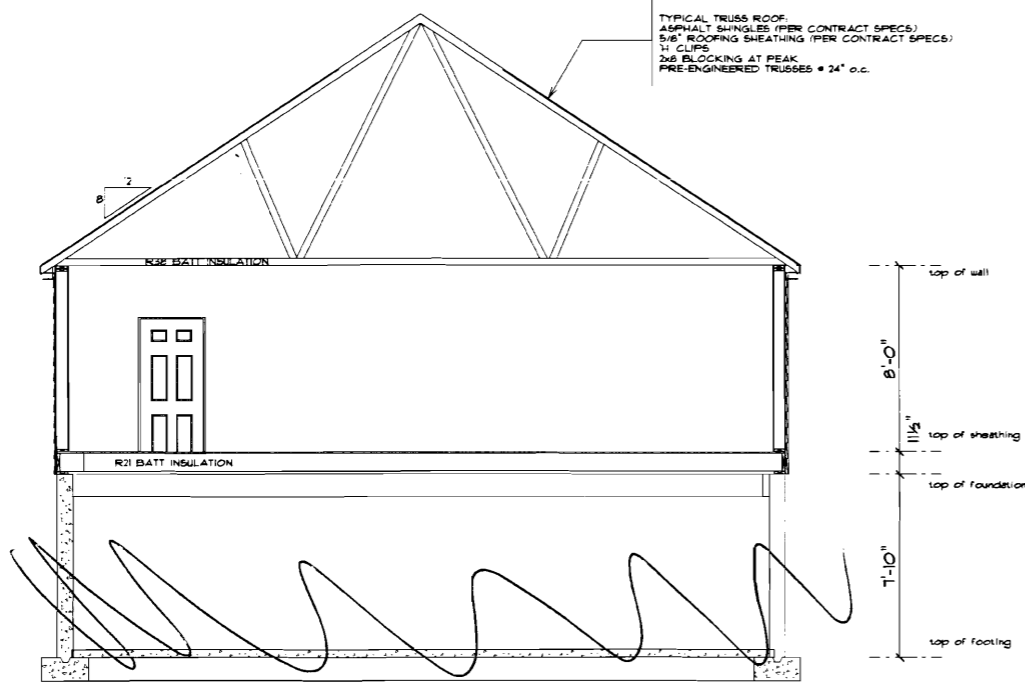 TYPICAL TRUSS ROOF:
ASPHALT SHINGLES (PER CONTRACT SPECS)
5/8" ROOFING SHEATHING (PER CONTRACT SPECS)
'H' CLIPS
2x8 BLOCKING AT PEAK
PRE-ENGINEERED TRUSSES @ 24" o.c.
12
8
R38 BATT INSULATION
top of wall
8'-0"
top of sheathing
11½"
R21 BATT INSULATION
top of foundation
7'-10"
top of footing